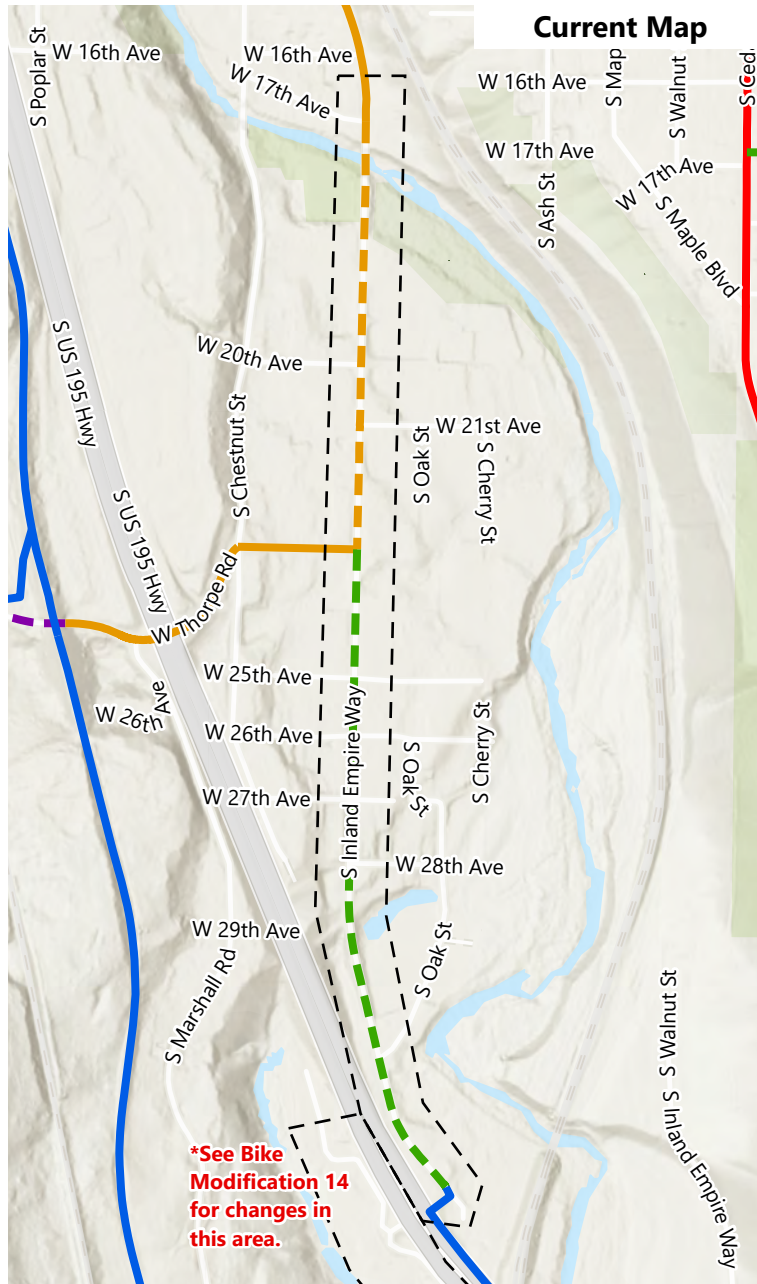 Current Map
S Poplar St
W 16th Ave
W 16th Ave
W 17th Ave
W 16th Ave
S Map
S Walnut
S Ced
W 17th Ave
W 17th Ave
S Ash St
S Maple Blvd
S US 195 Hwy
W 20th Ave
S Chestnut St
W 21st Ave
S Oak St
S Cherry St
S US 195 Hwy
W Thorpe Rd
W 25th Ave
W 26th Ave
W 26th Ave
S Inland Empire Way
S Oak St
S Cherry St
W 27th Ave
W 28th Ave
W 29th Ave
S Oak St
S Marshall Rd
S Walnut St
S Inland Empire Way
S
*See Bike
Modification 14
for changes in
this area.